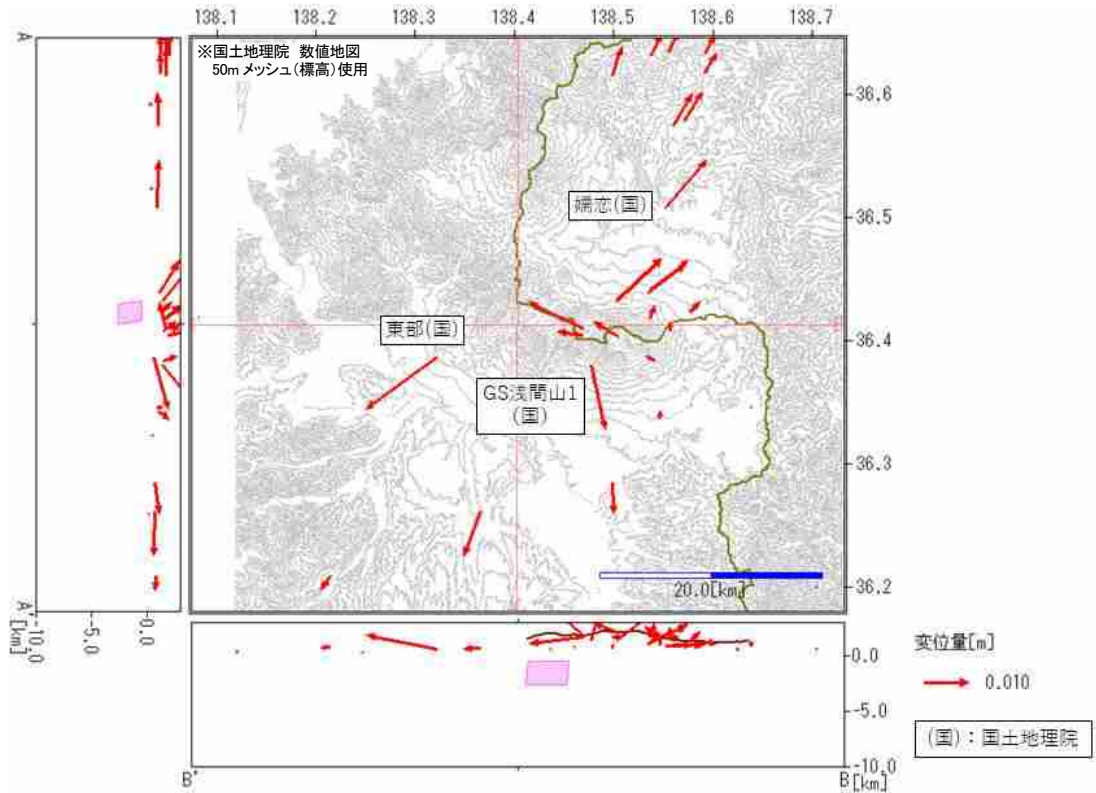 138.1 138.2 138.3 138.4 138.5 138.6 138.7
※国土地理院 数値地図
50mメッシュ(標高)使用
A
36.6
嬬恋(国)
36.5
東部(国)
36.4
GS浅間山1
(国)
36.3
20.0[km]
36.2
A'
-10.0 -5.0 0.0
[km]
変位量[m]
0.010
0.0
-5.0
(国):国土地理院
-10.0
B' B[km]